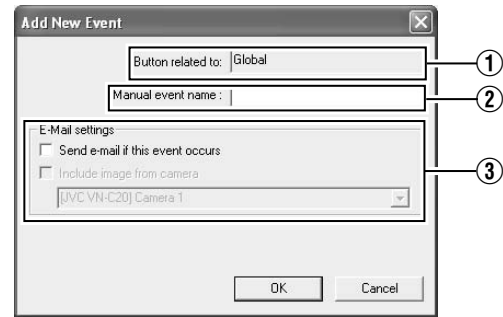 Add New Event
Button related to: Global ①
Manual event name : ②
E-Mail settings
Send e-mail if this event occurs
Include image from camera ③
[JVC VN-C20] Camera 1
OK Cancel